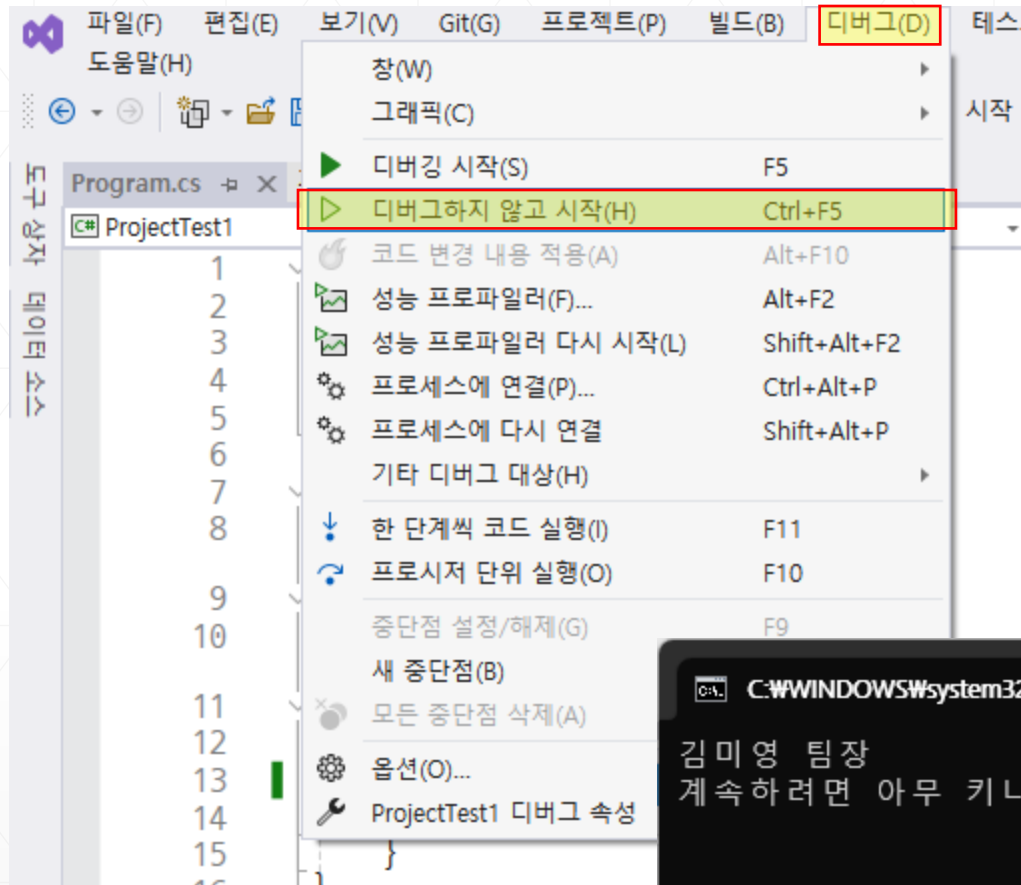 파일(F) 편집(E) 보기(V) Git(G) 프로젝트(P) 빌드(B) 디버그(D) 테스
도움말(H)
시작
도구 상자
데이터 소스
Program.cs
C# ProjectTest1
창(W)
그래픽(C)
디버깅 시작(S) F5
디버그하지 않고 시작(H) Ctrl+F5
코드 변경 내용 적용(A) Alt+F10
성능 프로파일러(F)... Alt+F2
성능 프로파일러 다시 시작(L) Shift+Alt+F2
프로세스에 연결(P)... Ctrl+Alt+P
프로세스에 다시 연결 Shift+Alt+P
기타 디버그 대상(H)
한 단계씩 코드 실행(I) F11
프로시저 단위 실행(O) F10
중단점 설정/해제(G) F9
새 중단점(B)
모든 중단점 삭제(A)
옵션(O)...
ProjectTest1 디버그 속성
1
2
3
4
5
6
7
8
9
10
11
12
13
14
15
}
C:₩WINDOWS₩system32
김미영 팀장
계속하려면 아무 키